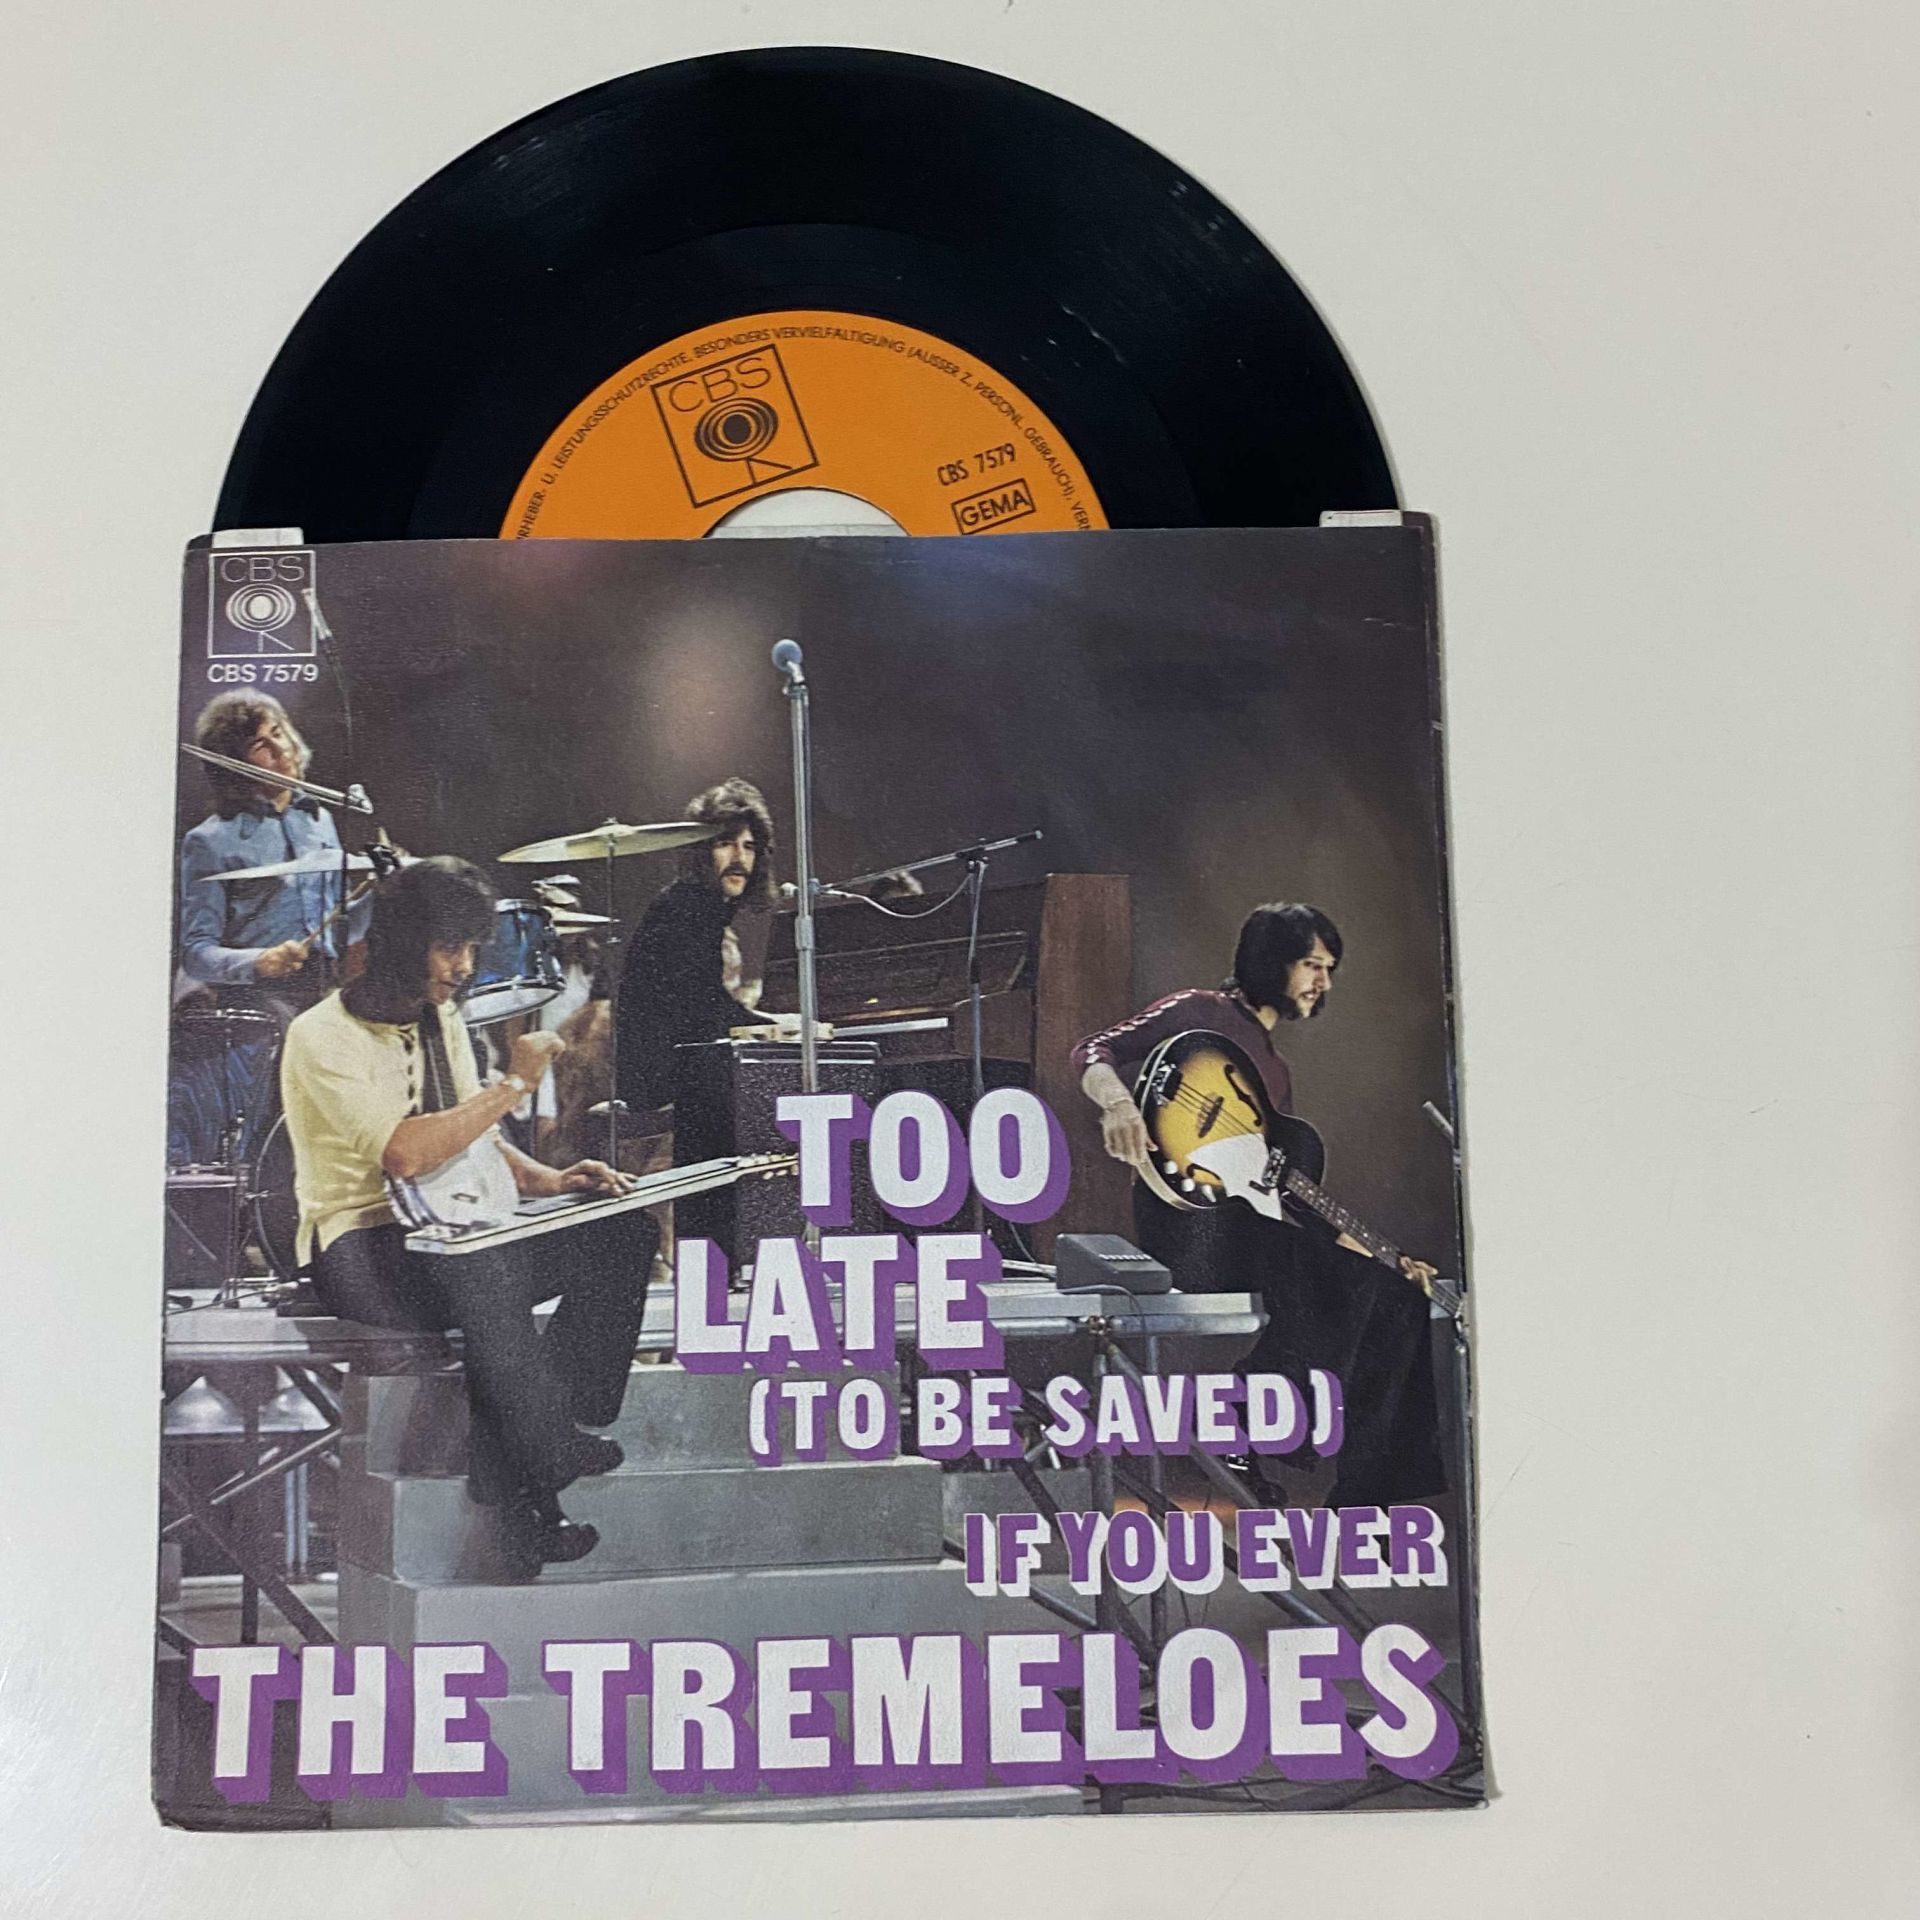 RHEBER- U. LEISTUNGSSCHUTZRECHTE, BESONDERS VERVIELFÄLTIGUNG (AUSSER Z. PERSÖNL. GEBRAUCH), VER
CBS
CBS 7579
GEMA
CBS
CBS 7579
TOO
LATE
(TO BE SAVED)
IF YOU EVER
THE TREMELOES